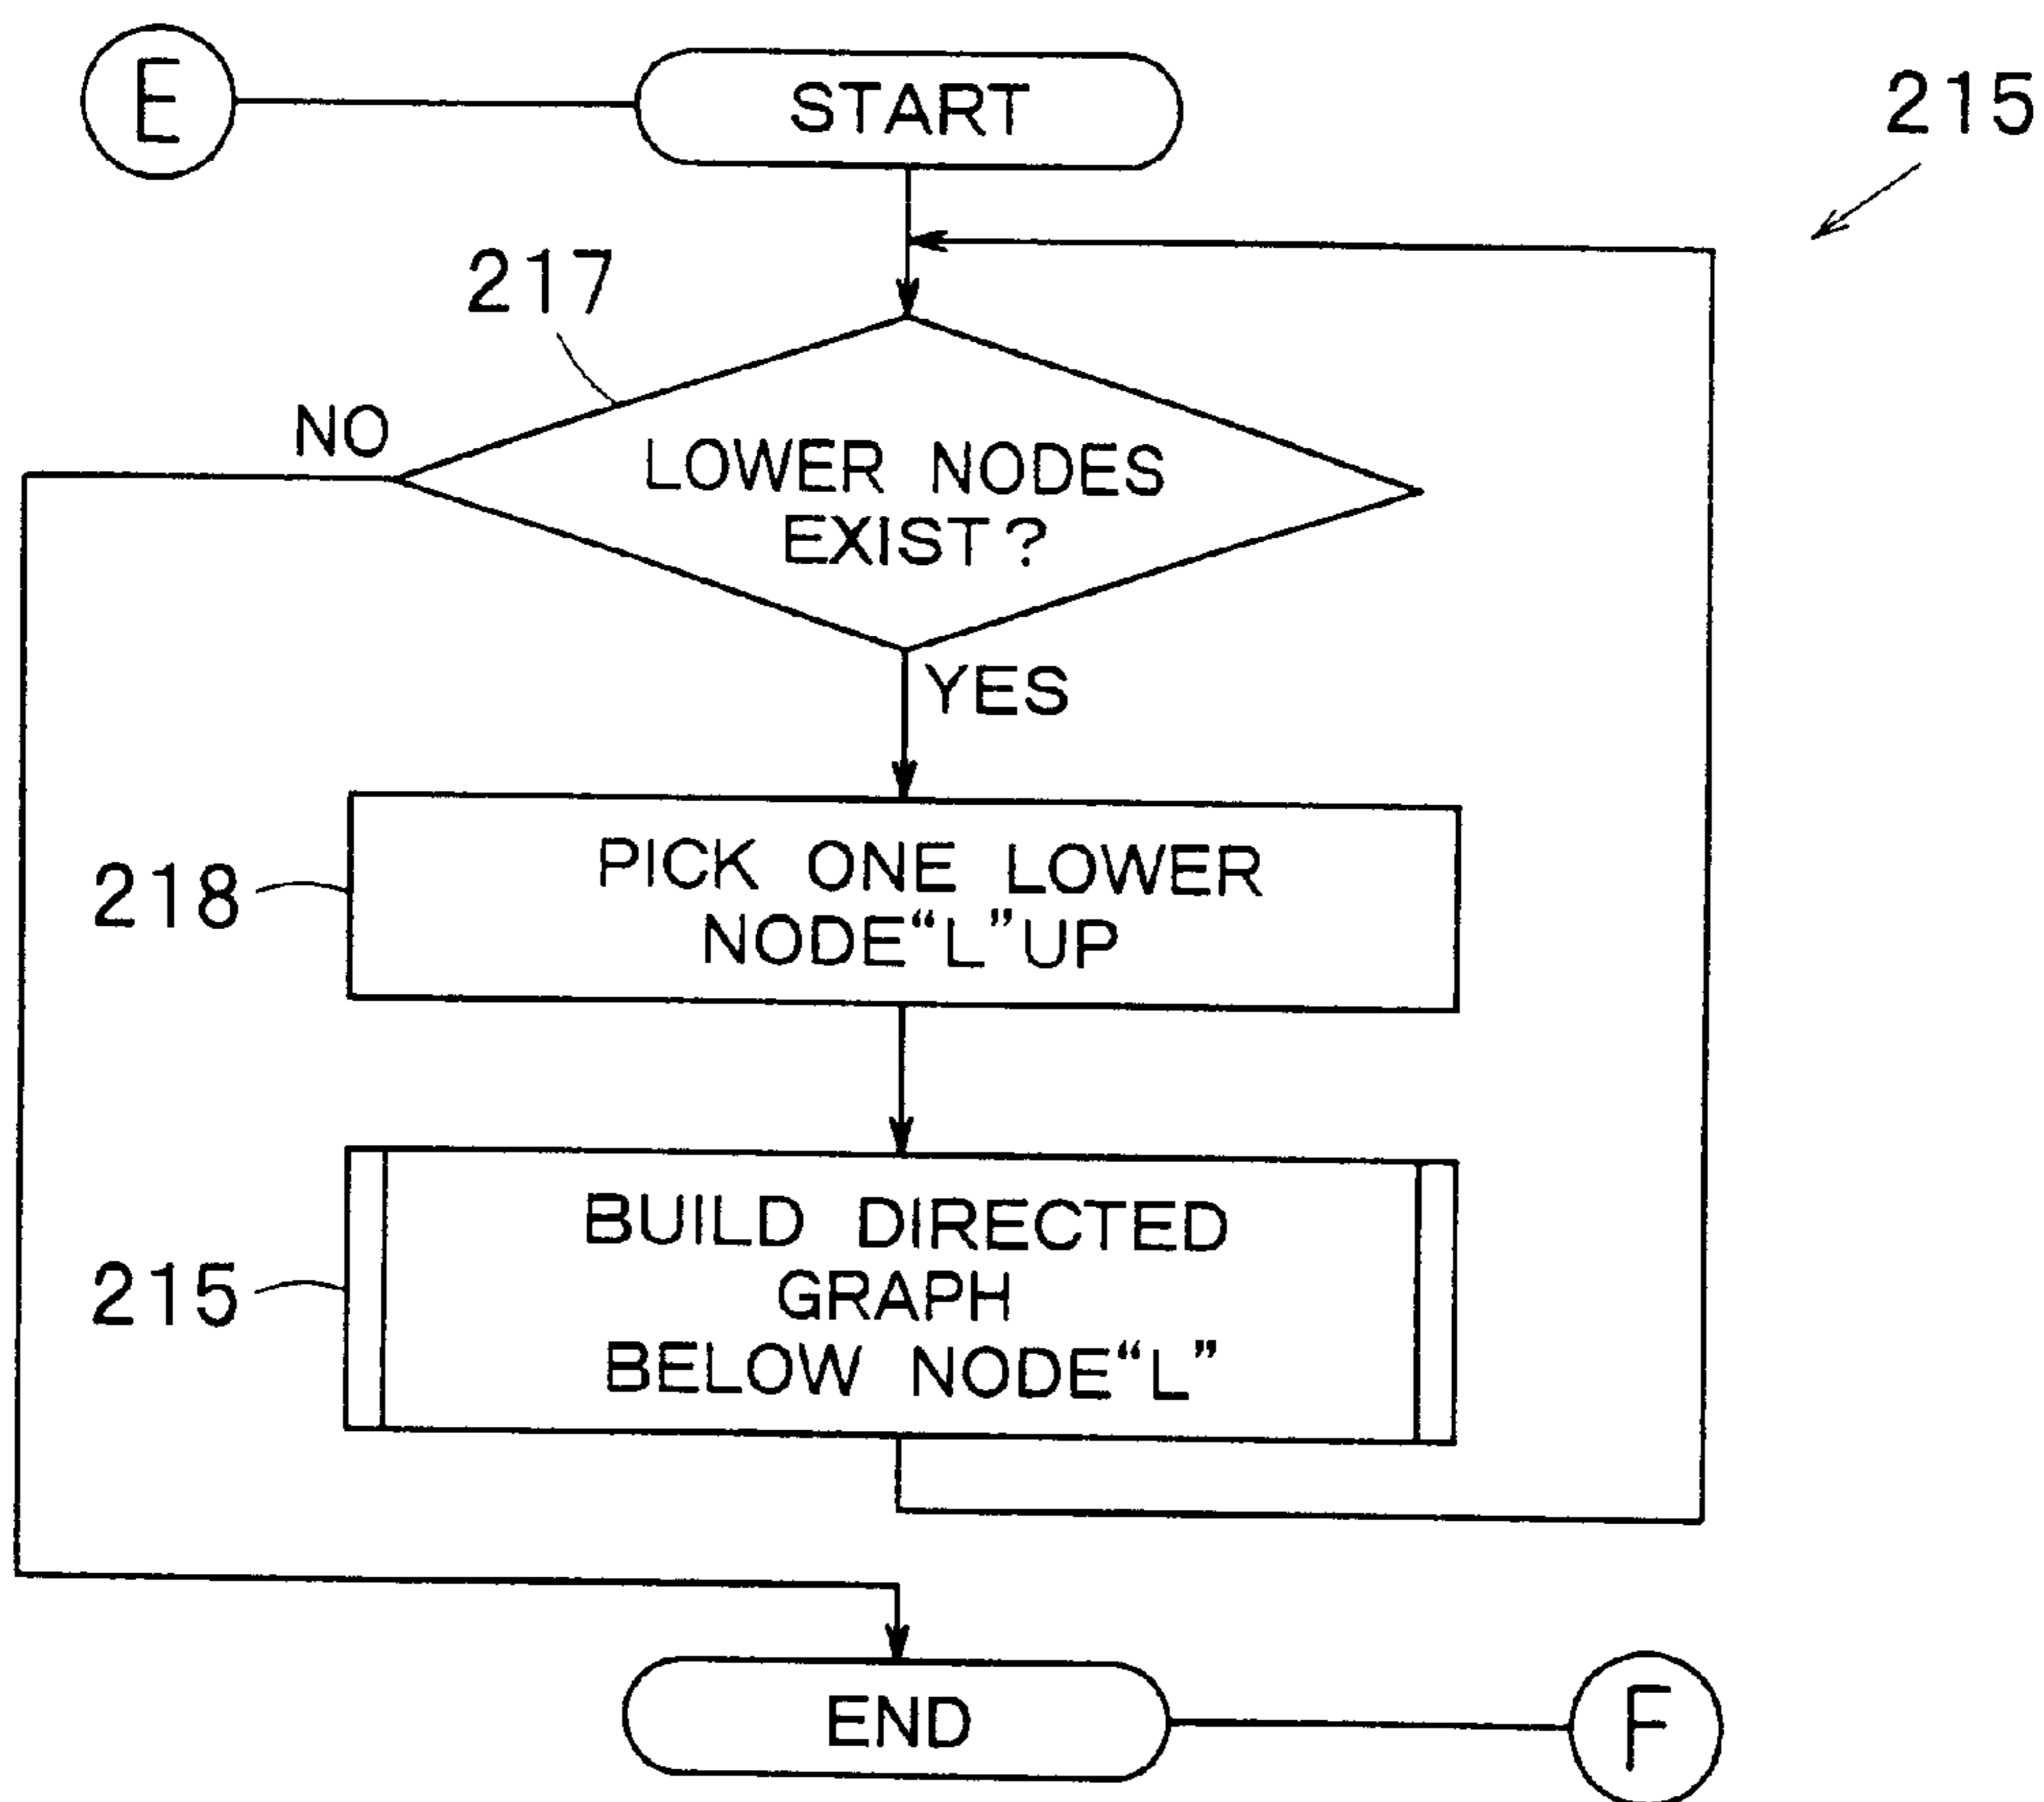 E
START
215
217
NO
LOWER NODES
EXIST?
YES
218
PICK ONE LOWER
NODE“L”UP
215
BUILD DIRECTED
GRAPH
BELOW NODE“L”
END
F